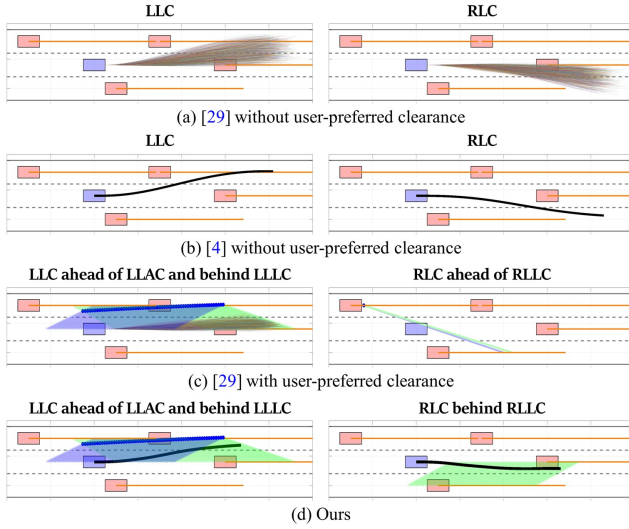 LLC RLC
(a) [29] without user-preferred clearance
LLC RLC
(b) [4] without user-preferred clearance
LLC ahead of LLAC and behind LLLC RLC ahead of RLLC
(c) [29] with user-preferred clearance
LLC ahead of LLAC and behind LLLC RLC behind RLLC
(d) Ours